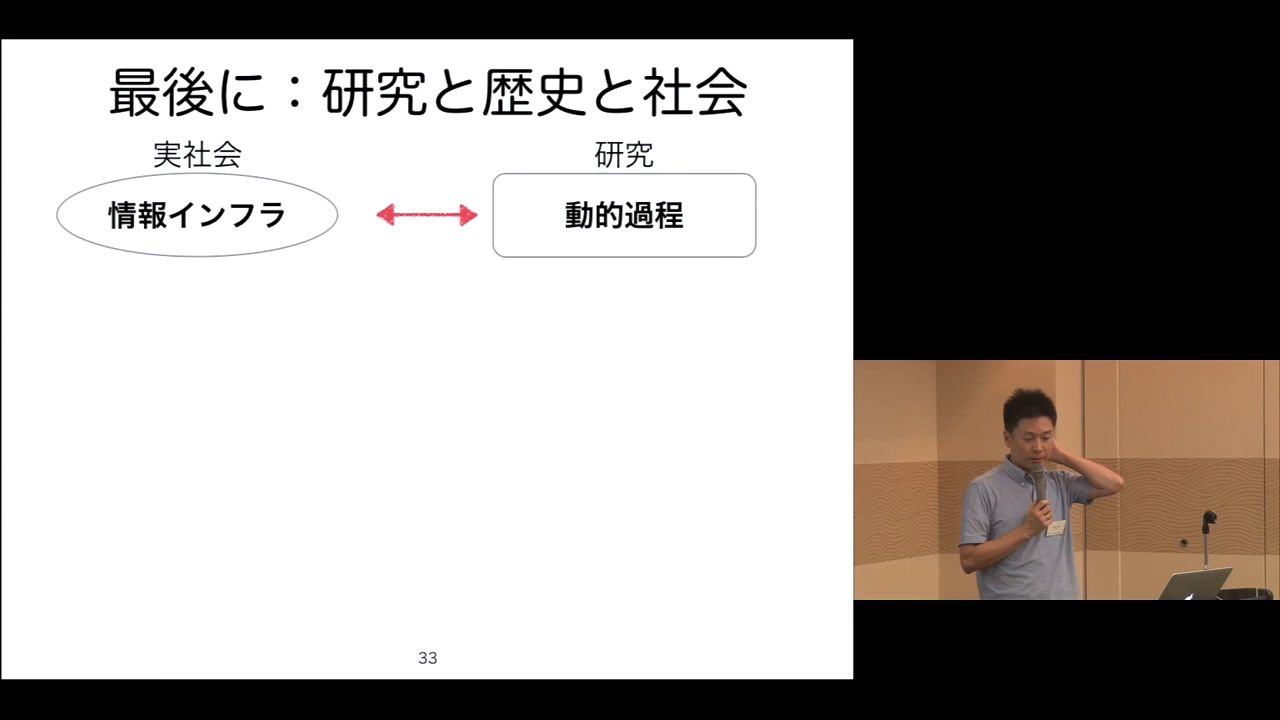 最後に：研究と歴史と社会
実社会
研究
情報インフラ
動的過程
33